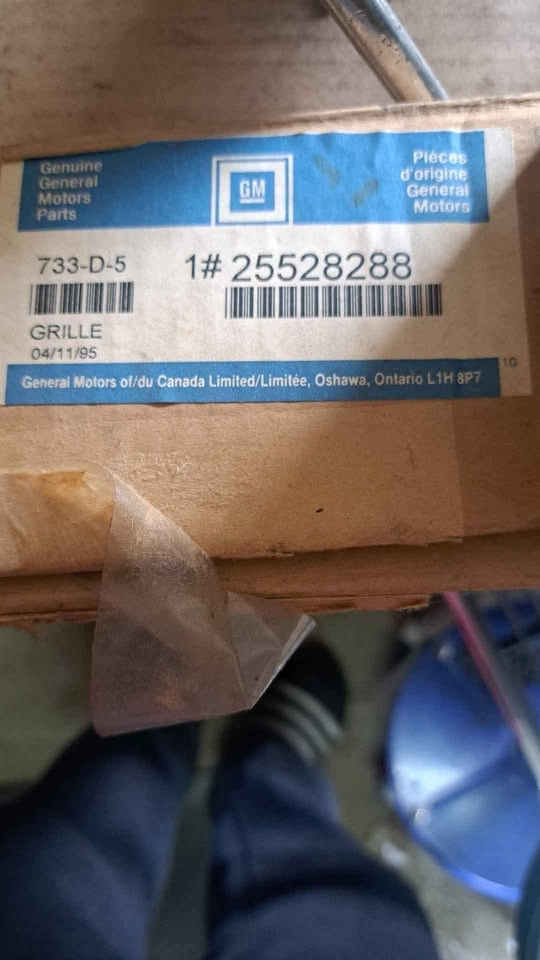 Genuine
General
Motors
Parts
GM
Pièces
d'origine
General
Motors
733-D-5
1# 25528288
GRILLE
04/11/95
10
General Motors of/du Canada Limited/Limitée, Oshawa, Ontario L1H 8P7